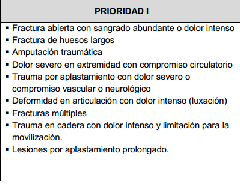 PRIORIDAD I
▪ Fractura abierta con sangrado abundante o dolor intenso
▪ Fractura de huesos largos
▪ Amputación traumática
▪ Dolor severo en extremidad con compromiso circulatorio
▪ Trauma por aplastamiento con dolor severo o
compromiso vascular o neurológico
▪ Deformidad en articulación con dolor intenso (luxación)
▪ Fracturas múltiples
▪ Trauma en cadera con dolor intenso y limitación para la
movilización.
▪ Lesiones por aplastamiento prolongado.